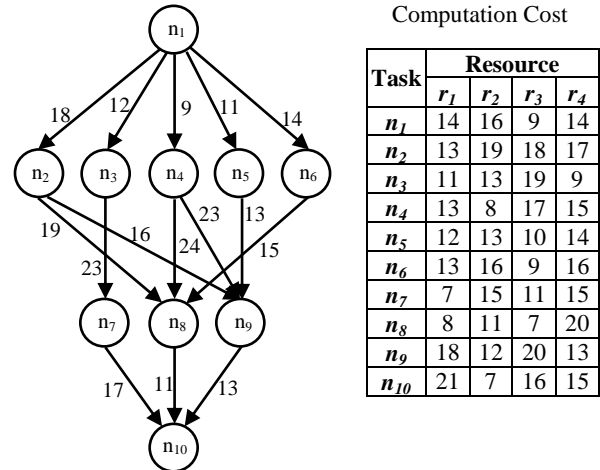 Computation Cost
n1
18
12
9
11
14
n2
n3
n4
n5
n6
19
16
23
13
23
24
15
n7
n8
n9
17
11
13
n10
Task Resource
r1 r2 r3 r4
n1 14 16 9 14
n2 13 19 18 17
n3 11 13 19 9
n4 13 8 17 15
n5 12 13 10 14
n6 13 16 9 16
n7 7 15 11 15
n8 8 11 7 20
n9 18 12 20 13
n10 21 7 16 15